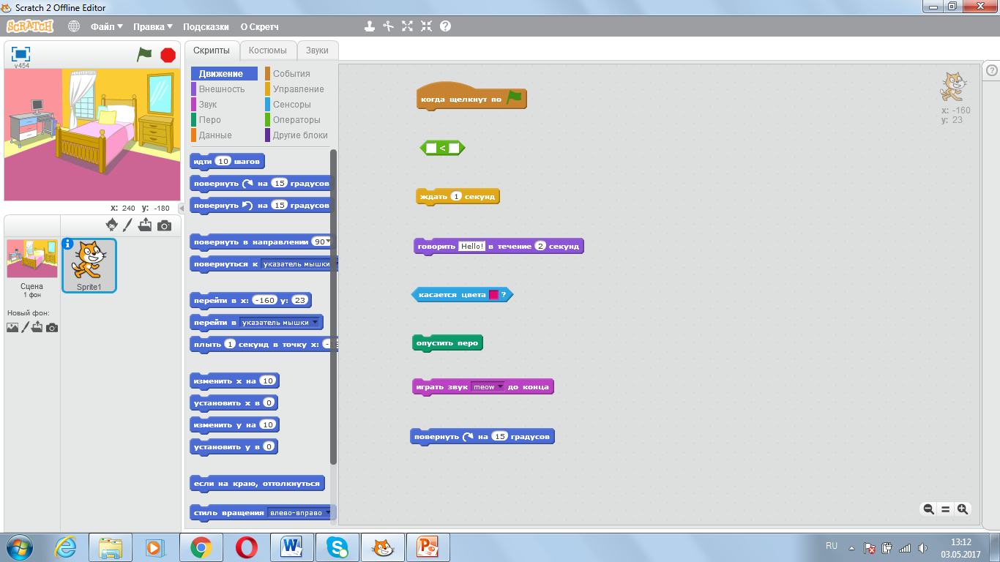 Scratch 2 Offline Editor
SCRATCH Файл Правка Подсказки О Скретч
v454
Скрипты Костюмы Звуки
Движение События
Внешность Управление
Звук Сенсоры
Перо Операторы
Данные Другие блоки
идти 10 шагов
повернуть на 15 градусов
повернуть на 15 градусов
повернуть в направлении 90
повернуться к указатель мышки
перейти в x: -160 y: 23
перейти в указатель мышки
плыть 1 секунд в точку x:
изменить x на 10
установить x в 0
изменить y на 10
установить y в 0
если на краю, оттолкнуться
стиль вращения влево-вправо
x: 240 y: -180
Сцена
1 фон
Новый фон:
Sprite1
когда щелкнут по
<
ждать 1 секунд
говорить Hello! в течение 2 секунд
касается цвета ?
опустить перо
играть звук meow до конца
повернуть на 15 градусов
x: -160
y: 23
RU
13:12
03.05.2017